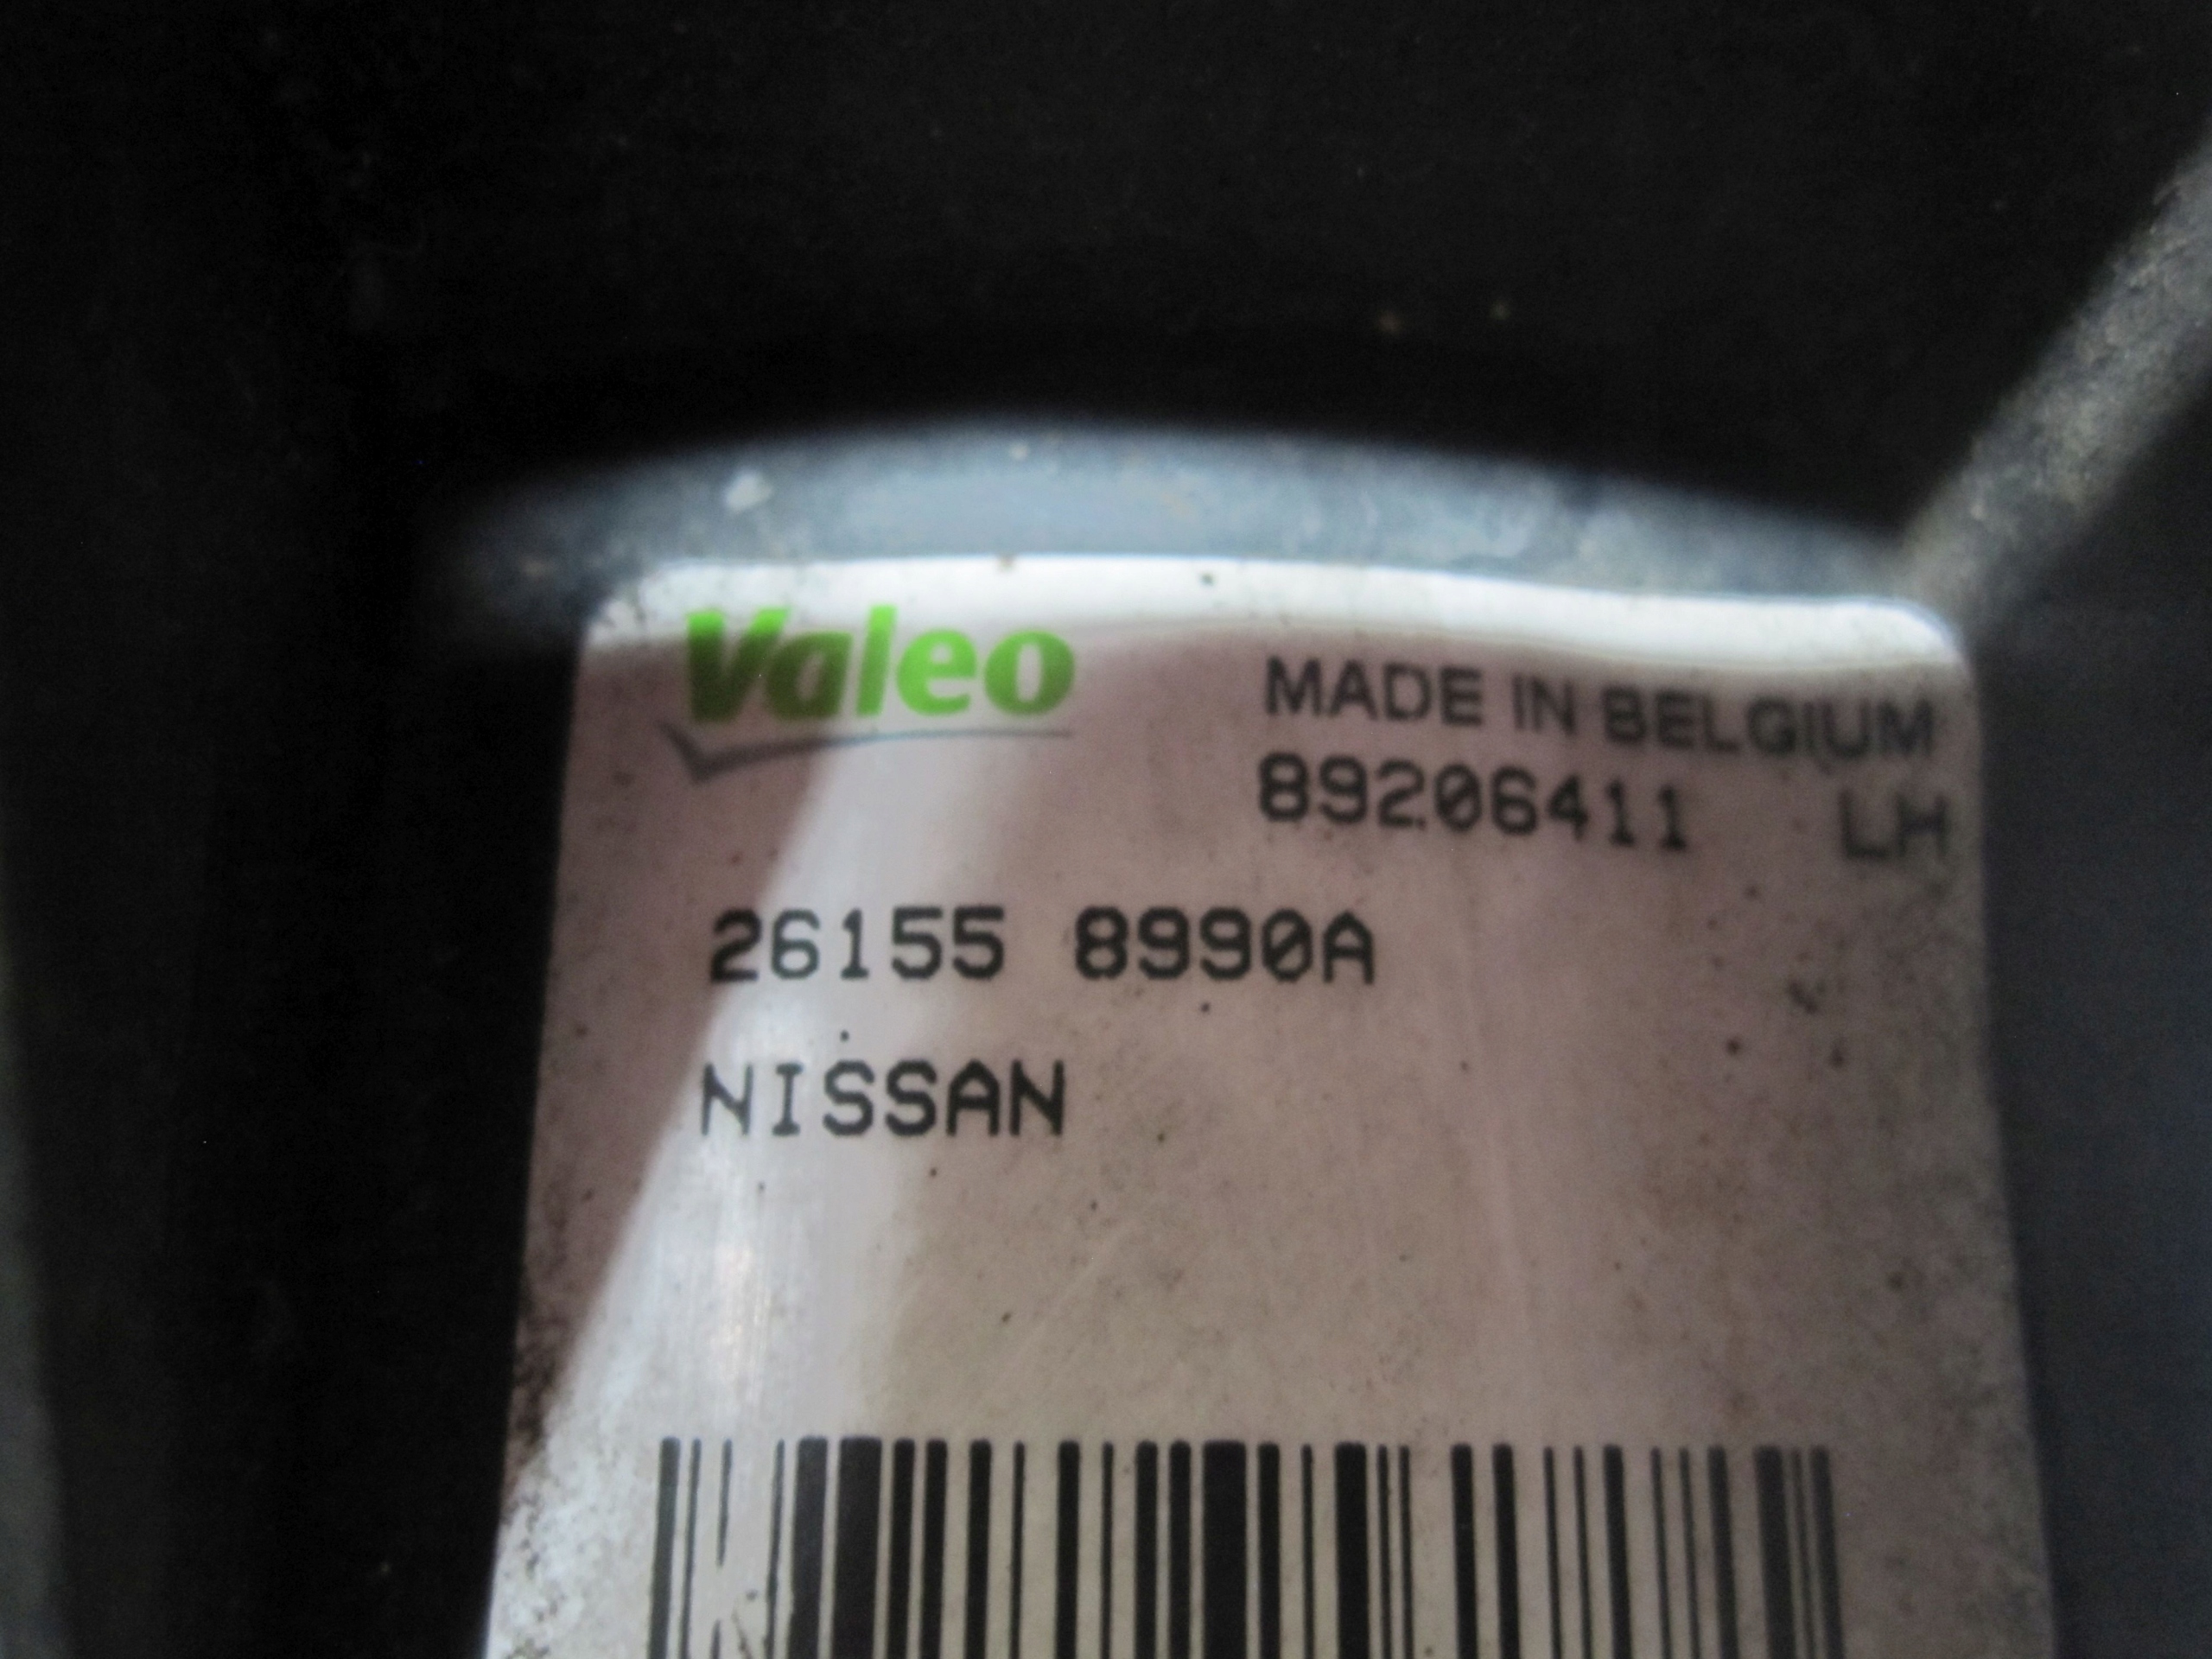 Valeo
MADE IN BELGIUM
89206411 LH
26155 8990A
NISSAN